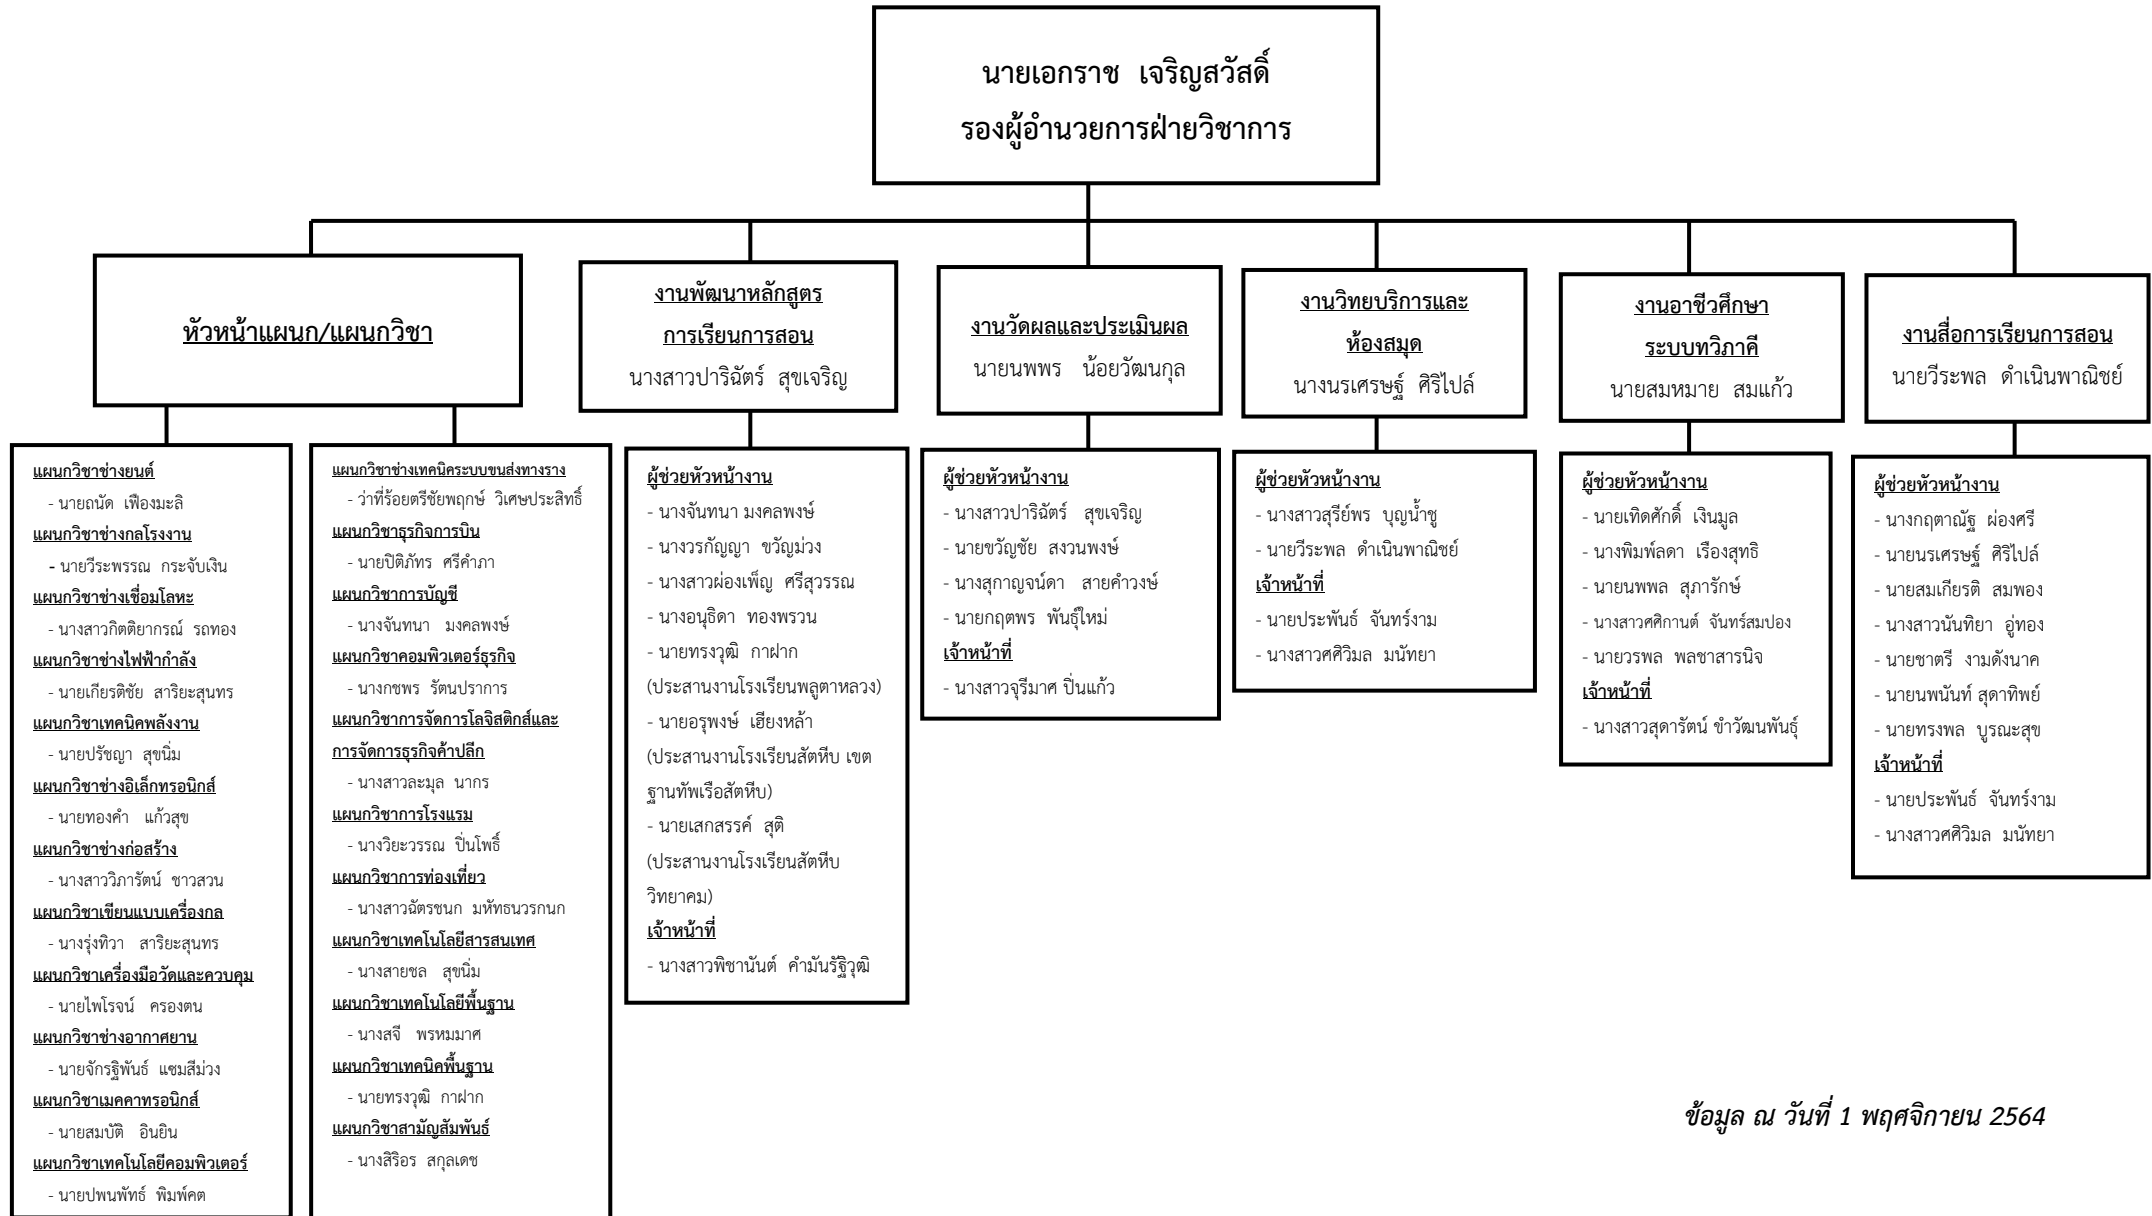 นายเอกราช เจริญสวัสดิ์
รองผู้อำนวยการฝ่ายวิชาการ
หัวหน้าแผนก/แผนกวิชา
แผนกวิชาช่างยนต์
- นายถนัด เฟืองมะลิ
แผนกวิชาช่างกลโรงงาน
- นายวีระพรรณ กระจับเงิน
แผนกวิชาช่างเชื่อมโลหะ
- นางสาวกิตติยากรณ์ รถทอง
แผนกวิชาช่างไฟฟ้ากำลัง
- นายเกียรติชัย สาริยะสุนทร
แผนกวิชาเทคนิคพลังงาน
- นายปรัชญา สุขนิ่ม
แผนกวิชาช่างอิเล็กทรอนิกส์
- นายทองคำ แก้วสุข
แผนกวิชาช่างก่อสร้าง
- นางสาววิภารัตน์ ชาวสวน
แผนกวิชาเขียนแบบเครื่องกล
- นางรุ่งทิวา สาริยะสุนทร
แผนกวิชาเครื่องมือวัดและควบคุม
- นายไพโรจน์ ครองตน
แผนกวิชาช่างอากาศยาน
- นายจักรฐิพันธ์ แซมสีม่วง
แผนกวิชาเมคคาทรอนิกส์
- นายสมบัติ อินยิน
แผนกวิชาเทคโนโลยีคอมพิวเตอร์
- นายปพนพัทธ์ พิมพ์คต
แผนกวิชาช่างเทคนิคระบบขนส่งทางราง
- ว่าที่ร้อยตรีชัยพฤกษ์ วิเศษประสิทธิ์
แผนกวิชาธุรกิจการบิน
- นายปิติภัทร ศรีคำภา
แผนกวิชาการบัญชี
- นางจันทนา มงคลพงษ์
แผนกวิชาคอมพิวเตอร์ธุรกิจ
- นางกชพร รัตนปราการ
แผนกวิชาการจัดการโลจิสติกส์และ
การจัดการธุรกิจค้าปลีก
- นางสาวละมุล นากร
แผนกวิชาการโรงแรม
- นางวิยะวรรณ ปิ่นโพธิ์
แผนกวิชาการท่องเที่ยว
- นางสาวฉัตรชนก มหัทธนวรกนก
แผนกวิชาเทคโนโลยีสารสนเทศ
- นางสายชล สุขนิ่ม
แผนกวิชาเทคโนโลยีพื้นฐาน
- นางสจี พรหมมาศ
แผนกวิชาเทคนิคพื้นฐาน
- นายทรงวุฒิ กาฝาก
แผนกวิชาสามัญสัมพันธ์
- นางสิริอร สกุลเดช
งานพัฒนาหลักสูตร
การเรียนการสอน
นางสาวปาริฉัตร์ สุขเจริญ
ผู้ช่วยหัวหน้างาน
- นางจันทนา มงคลพงษ์
- นางวรกัญญา ขวัญม่วง
- นางสาวผ่องเพ็ญ ศรีสุวรรณ
- นางอนุธิดา ทองพรวน
- นายทรงวุฒิ กาฝาก
(ประสานงานโรงเรียนพลูตาหลวง)
- นายอรุพงษ์ เฮียงหล้า
(ประสานงานโรงเรียนสัตหีบ เขต
ฐานทัพเรือสัตหีบ)
- นายเสกสรรค์ สุติ
(ประสานงานโรงเรียนสัตหีบ
วิทยาคม)
เจ้าหน้าที่
- นางสาวพิชานันต์ คำมันรัฐิวุฒิ
งานวัดผลและประเมินผล
นายนพพร น้อยวัฒนกุล
ผู้ช่วยหัวหน้างาน
- นางสาวปาริฉัตร์ สุขเจริญ
- นายขวัญชัย สงวนพงษ์
- นางสุกาญจน์ดา สายคำวงษ์
- นายกฤตพร พันธุ์ใหม่
เจ้าหน้าที่
- นางสาวจุรีมาศ ปิ่นแก้ว
งานวิทยบริการและ
ห้องสมุด
นางนรเศรษฐ์ ศิริไปล์
ผู้ช่วยหัวหน้างาน
- นางสาวสุรีย์พร บุญน้ำชู
- นายวีระพล ดำเนินพาณิชย์
เจ้าหน้าที่
- นายประพันธ์ จันทร์งาม
- นางสาวศศิวิมล มนัทยา
งานอาชีวศึกษา
ระบบทวิภาคี
นายสมหมาย สมแก้ว
ผู้ช่วยหัวหน้างาน
- นายเทิดศักดิ์ เงินมูล
- นางพิมพ์ลดา เรืองสุทธิ
- นายนพพล สุภารักษ์
- นางสาวศศิกานต์ จันทร์สมปอง
- นายวรพล พลชาสารนิจ
เจ้าหน้าที่
- นางสาวสุดารัตน์ ขำวัฒนพันธุ์
งานสื่อการเรียนการสอน
นายวีระพล ดำเนินพาณิชย์
ผู้ช่วยหัวหน้างาน
- นางกฤตาณัฐ ผ่องศรี
- นายนรเศรษฐ์ ศิริไปล์
- นายสมเกียรติ สมพอง
- นางสาวนันทิยา อู่ทอง
- นายชาตรี งามดังนาค
- นายนพนันท์ สุดาทิพย์
- นายทรงพล บูรณะสุข
เจ้าหน้าที่
- นายประพันธ์ จันทร์งาม
- นางสาวศศิวิมล มนัทยา
ข้อมูล ณ วันที่ 1 พฤศจิกายน 2564